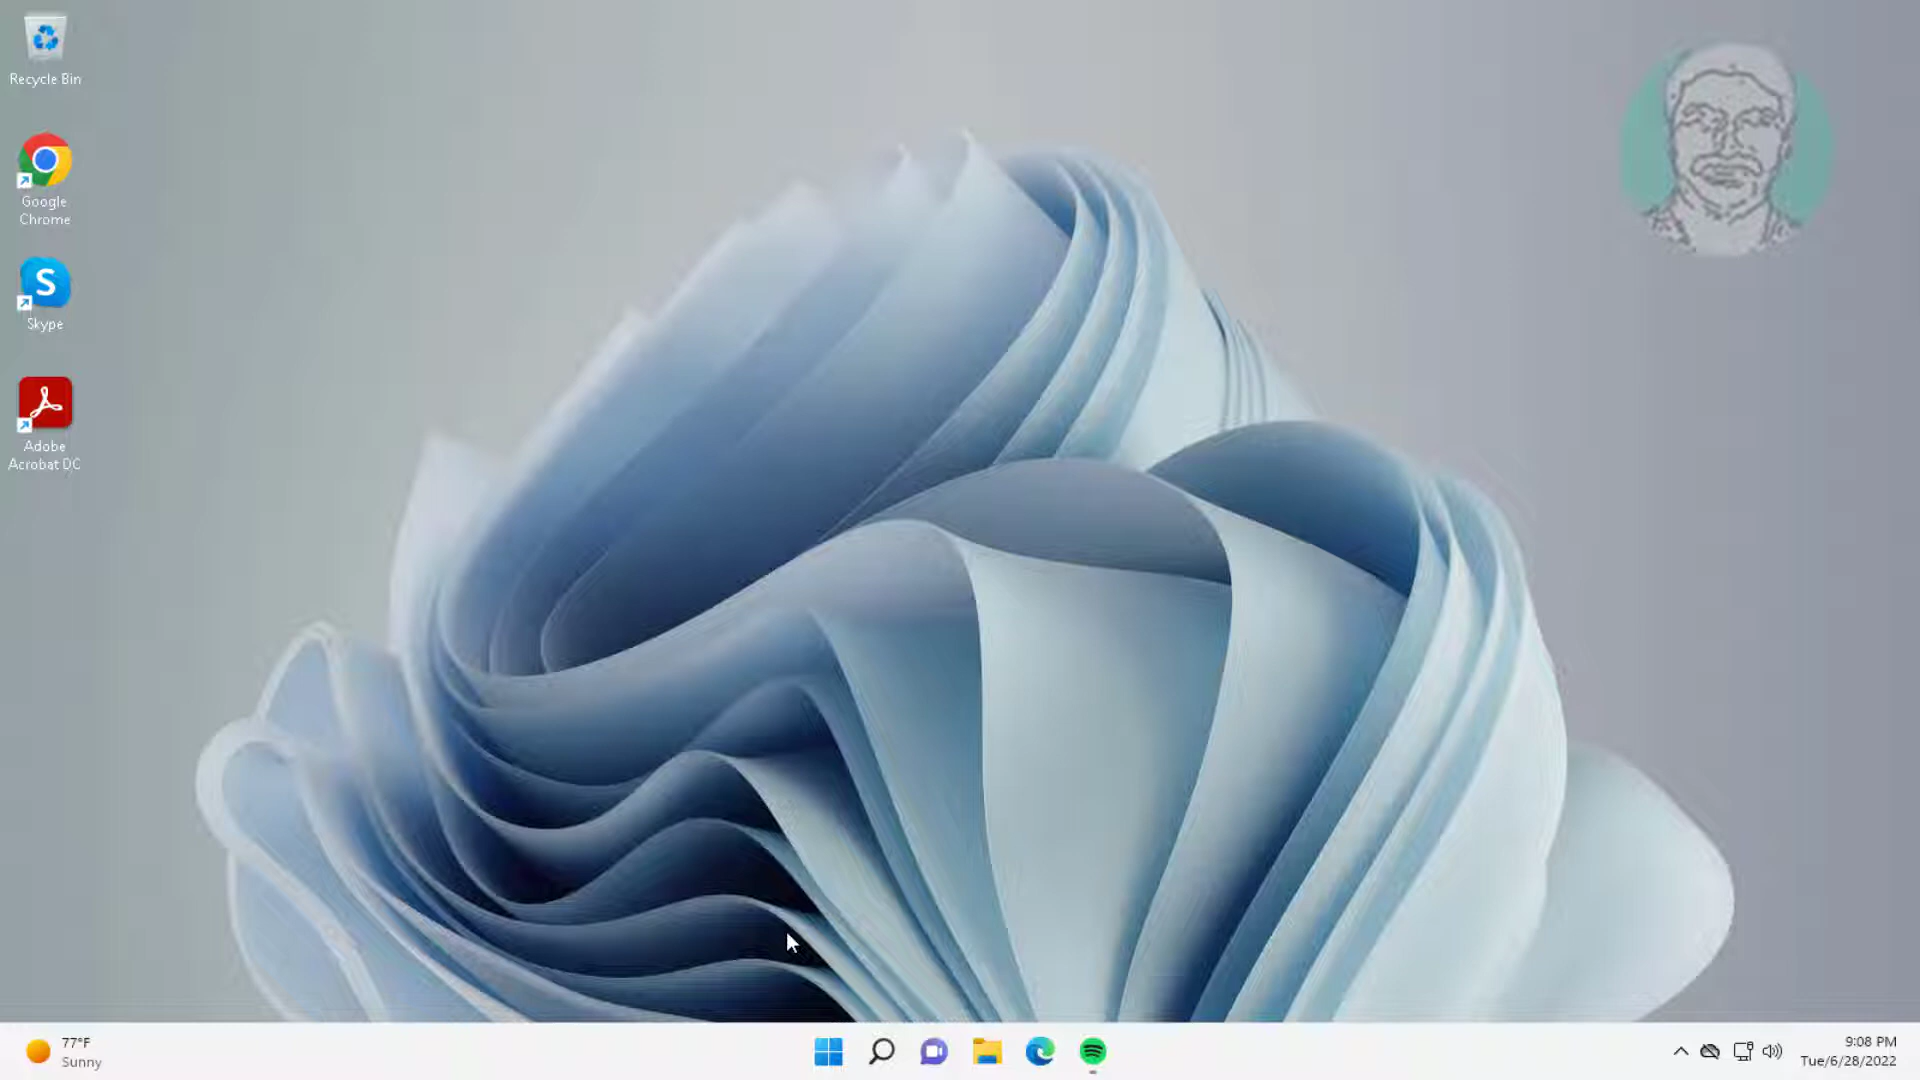 Recycle Bin
Google
Chrome
S
Skype
Adobe
Acrobat DC
77°F
Sunny
9:08 PM
Tue/6/28/2022